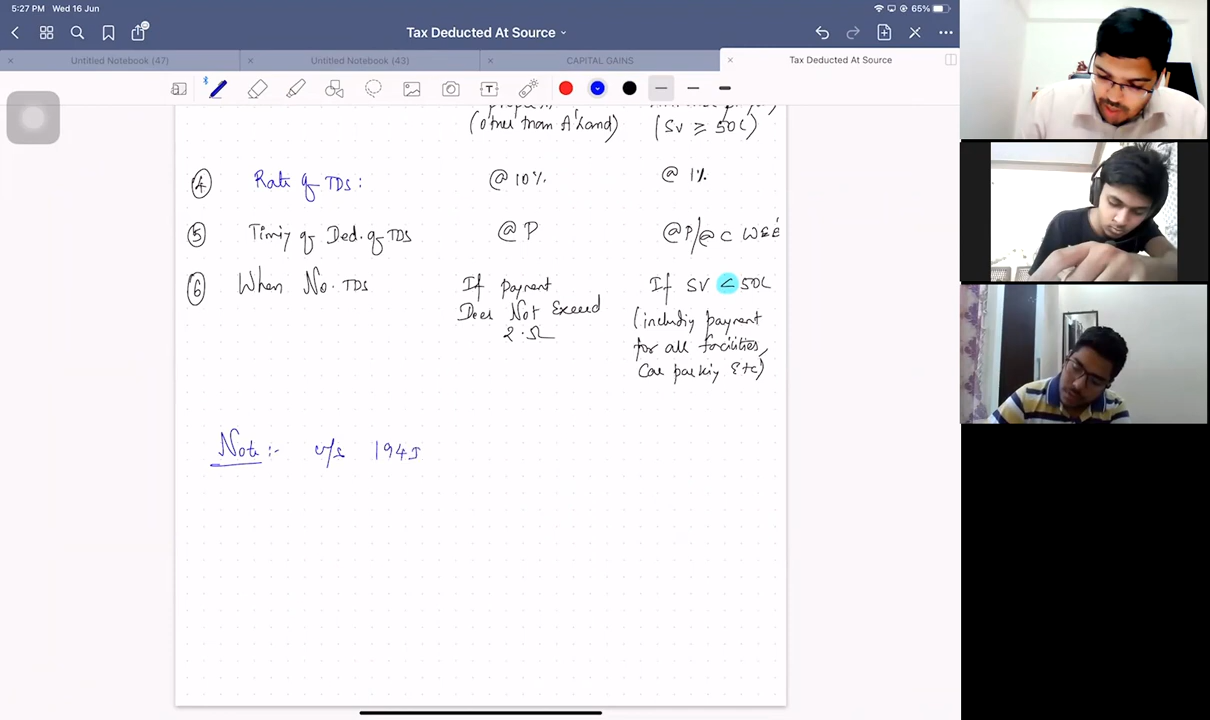 5:27 PM Wed 16 Jun
65%
Tax Deducted At Source
Untitled Notebook (47)
Untitled Notebook (43)
CAPITAL GAINS
Tax Deducted At Source
T
(Other than A'Land)
(SV ≥ 50L)
④ Rate of TDS: @ 10%. @ 1%.
⑤ Timing of Ded. of TDS @ P @P/@ C W E E
⑥ When No. TDS
If payment
Does Not Exceed
2.5L
If SV < 50L
(including payment
for all facilities,
Car parking Etc)
Note:- u/s 194J